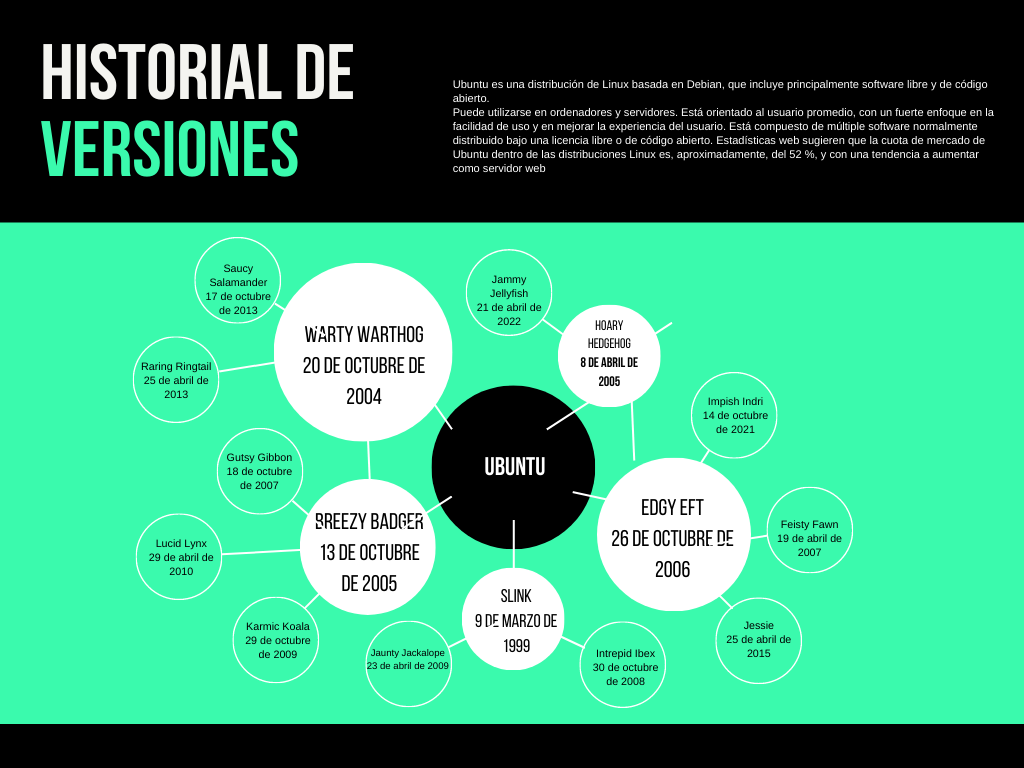 HISTORIAL DE
VERSIONES
Ubuntu es una distribución de Linux basada en Debian, que incluye principalmente software libre y de código
abierto.
Puede utilizarse en ordenadores y servidores. Está orientado al usuario promedio, con un fuerte enfoque en la
facilidad de uso y en mejorar la experiencia del usuario. Está compuesto de múltiple software normalmente
distribuido bajo una licencia libre o de código abierto. Estadísticas web sugieren que la cuota de mercado de
Ubuntu dentro de las distribuciones Linux es, aproximadamente, del 52 %, y con una tendencia a aumentar
como servidor web
Saucy
Salamander
17 de octubre
de 2013
WARTY WARTHOG
20 DE OCTUBRE DE
2004
Jammy
Jellyfish
21 de abril de
2022
HOARY
HEDGEHOG
8 DE ABRIL DE
2005
Raring Ringtail
25 de abril de
2013
Impish Indri
14 de octubre
de 2021
Gutsy Gibbon
18 de octubre
de 2007
UBUNTU
BREEZY BADGER
13 DE OCTUBRE
DE 2005
EDGY EFT
26 DE OCTUBRE DE
2006
Feisty Fawn
19 de abril de
2007
Lucid Lynx
29 de abril de
2010
SLINK
9 DE MARZO DE
1999
Karmic Koala
29 de octubre
de 2009
Jaunty Jackalope
23 de abril de 2009
Intrepid Ibex
30 de octubre
de 2008
Jessie
25 de abril de
2015